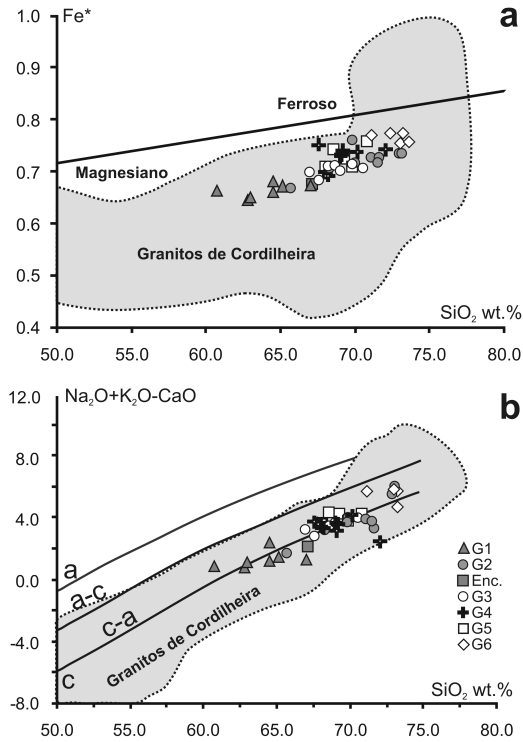 Fe*
a
1.0
0.9
0.8
0.7
0.6
0.5
0.4
Ferroso
Magnesiano
Granitos de Cordilheira
SiO₂ wt.%
50.0 55.0 60.0 65.0 70.0 75.0 80.0
Na₂O+K₂O-CaO
b
12.0
8.0
4.0
0.0
-4.0
-8.0
a
a-c
c-a
c
Granitos de Cordilheira
G1
G2
Enc.
G3
G4
G5
G6
SiO₂ wt.%
50.0 55.0 60.0 65.0 70.0 75.0 80.0